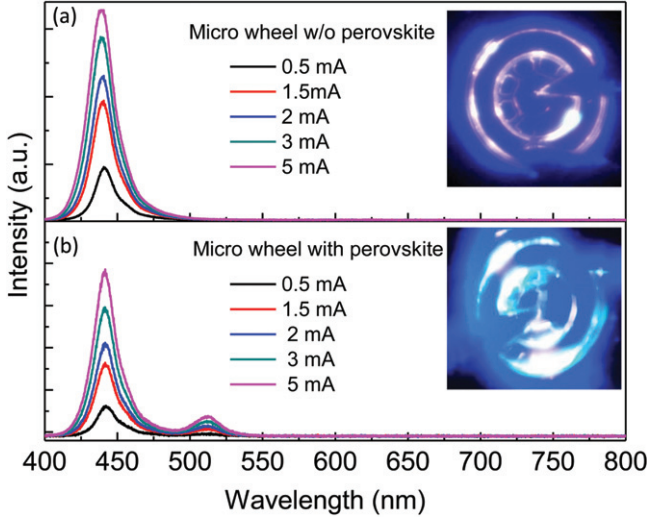 (a)
Micro wheel w/o perovskite
0.5 mA
1.5mA
2 mA
3 mA
5 mA
Intensity (a.u.)
(b)
Micro wheel with perovskite
0.5 mA
1.5 mA
2 mA
3 mA
5 mA
400 450 500 550 600 650 700 750 800
Wavelength (nm)